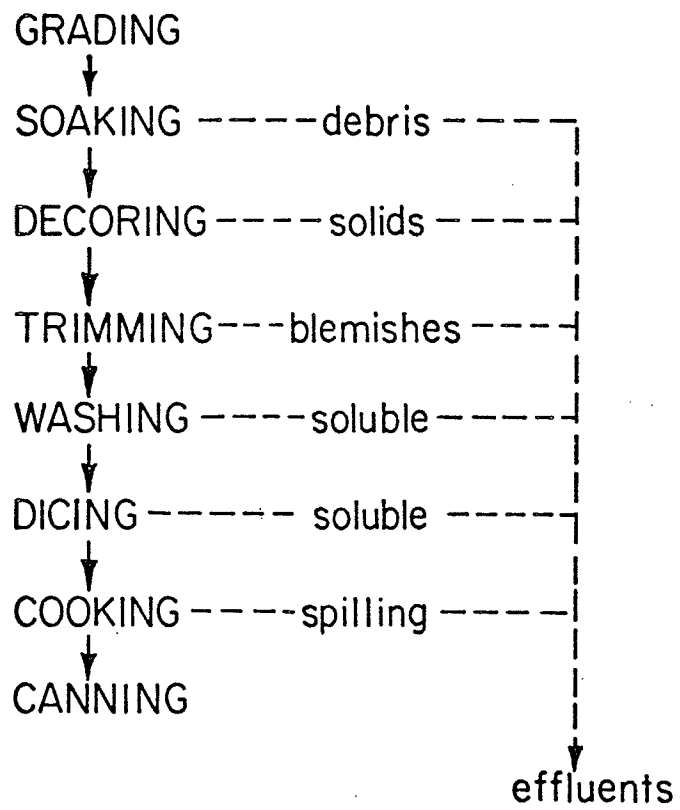 GRADING
SOAKING debris
DECORING solids
TRIMMING blemishes
WASHING soluble
DICING soluble
COOKING spilling
CANNING
effluents